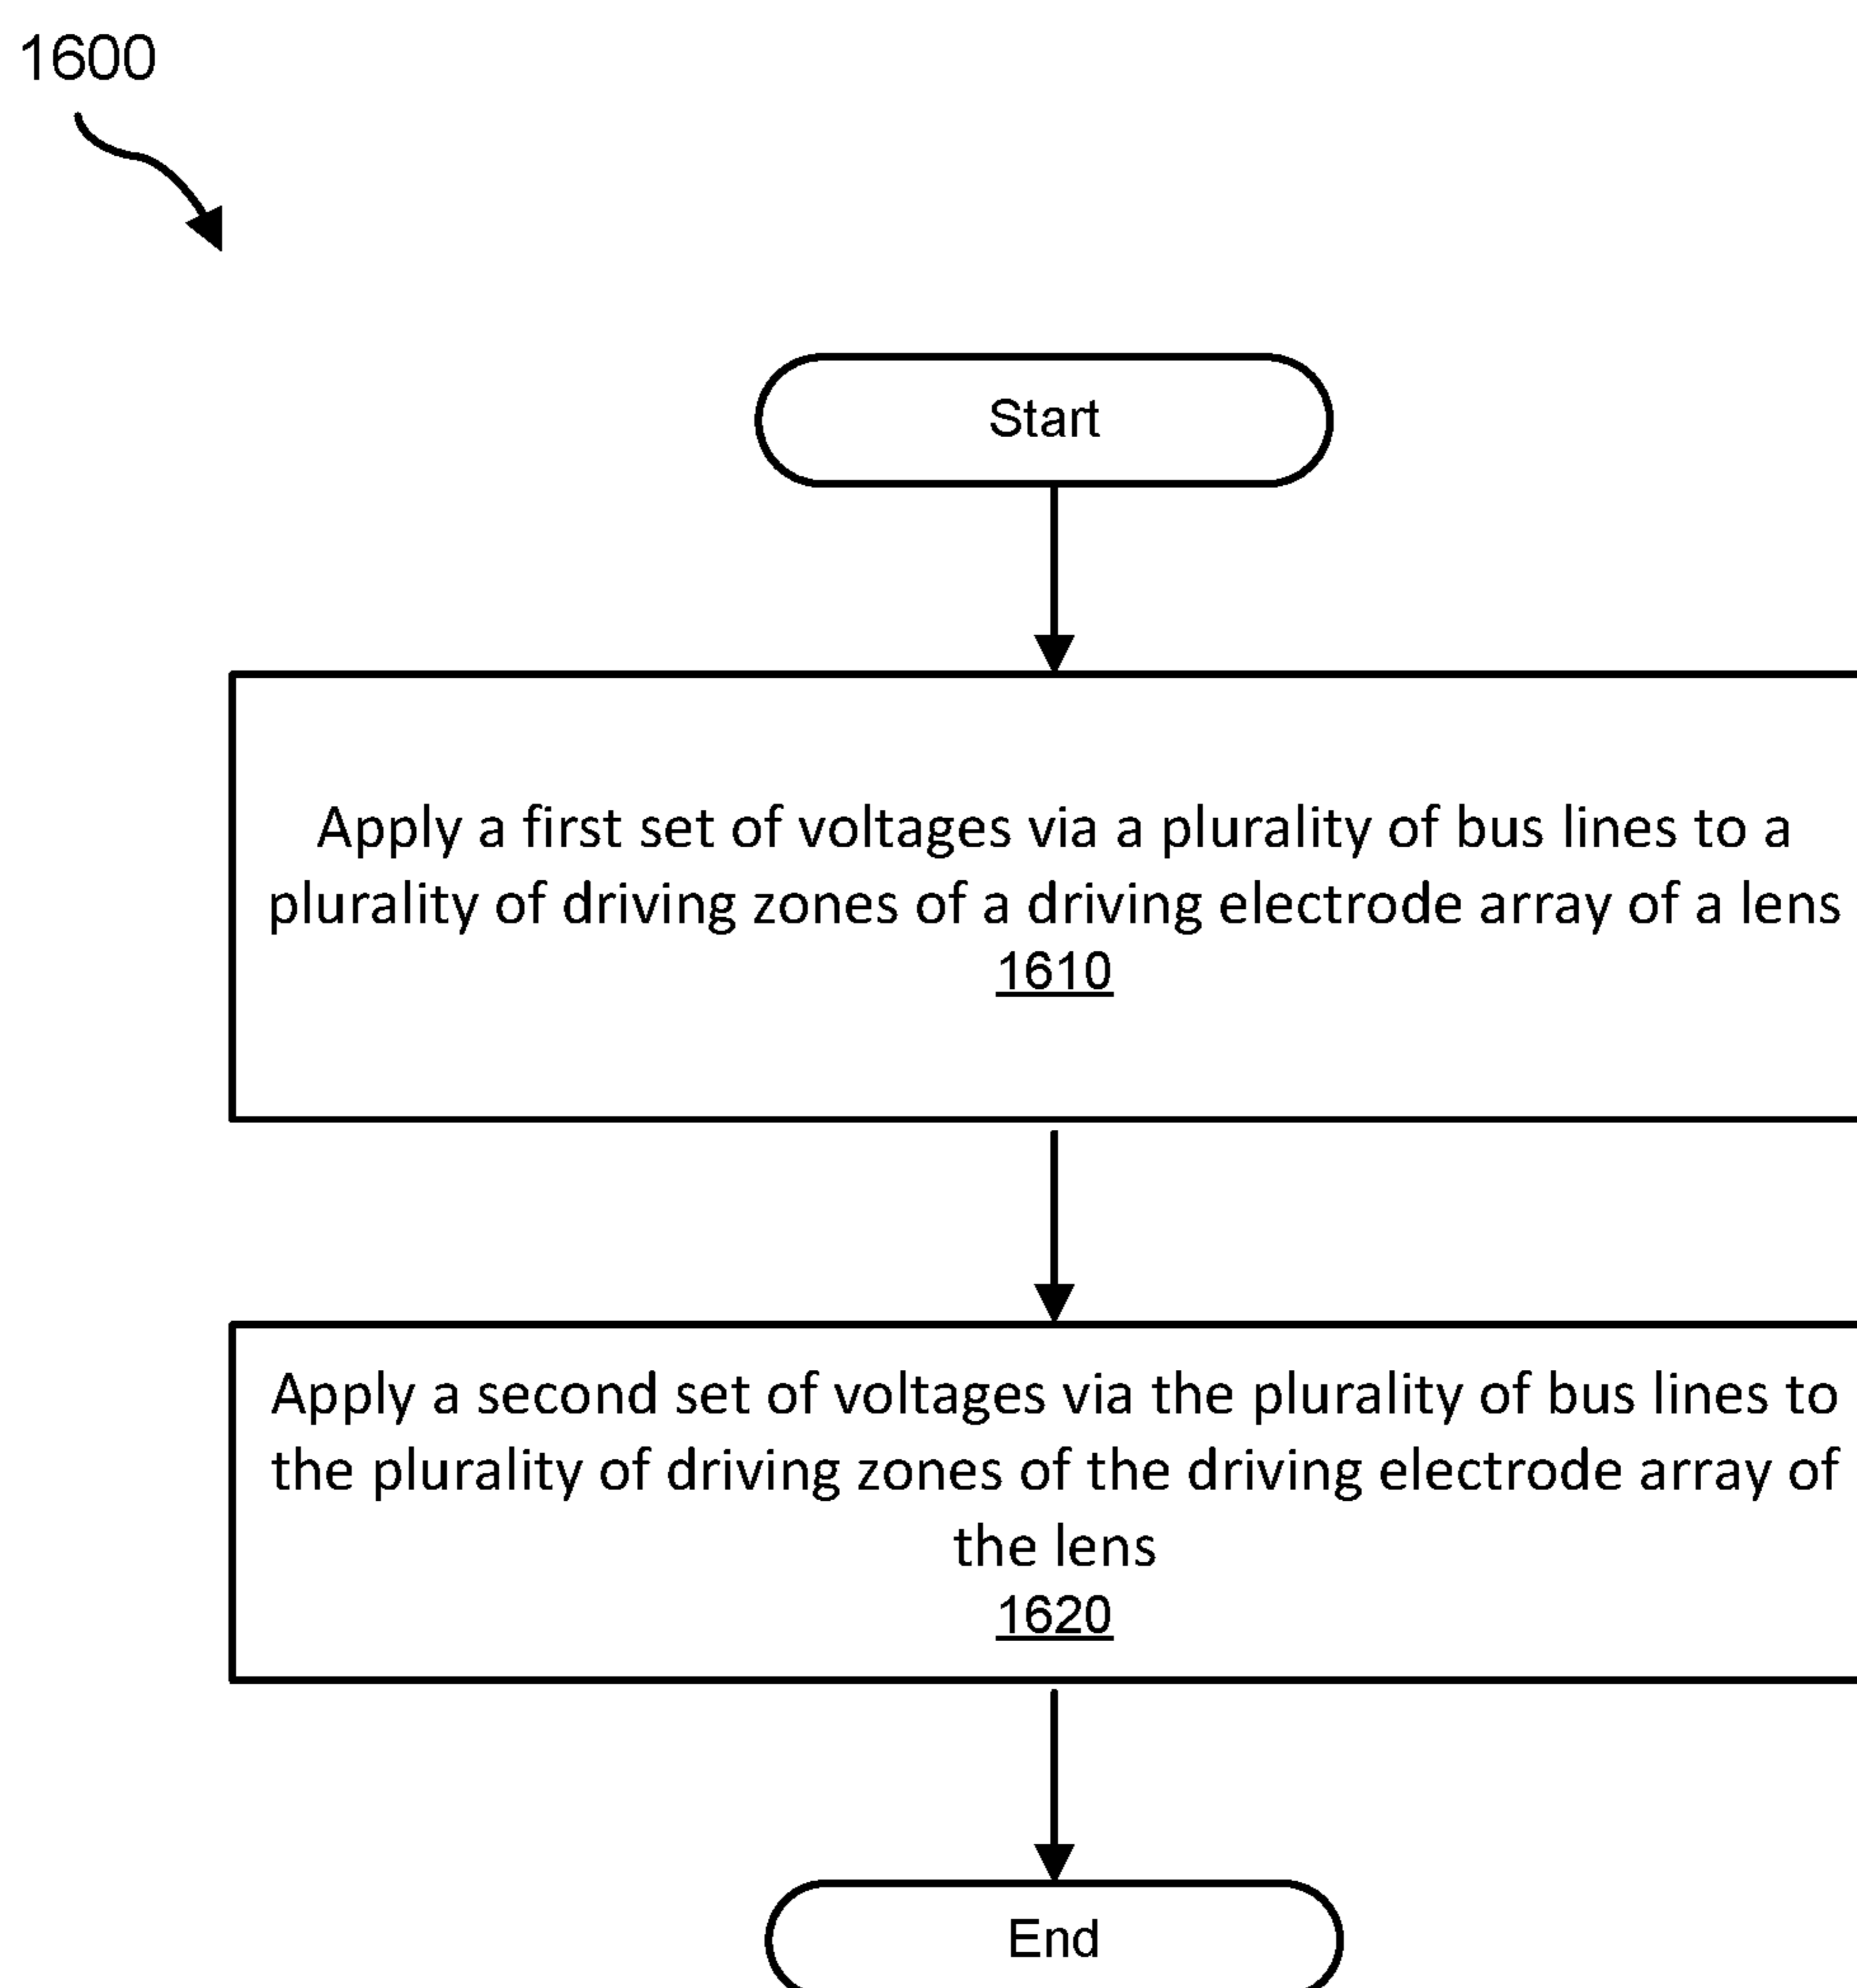 1600
Start
Apply a first set of voltages via a plurality of bus lines to a
plurality of driving zones of a driving electrode array of a lens
1610
Apply a second set of voltages via the plurality of bus lines to
the plurality of driving zones of the driving electrode array of
the lens
1620
End